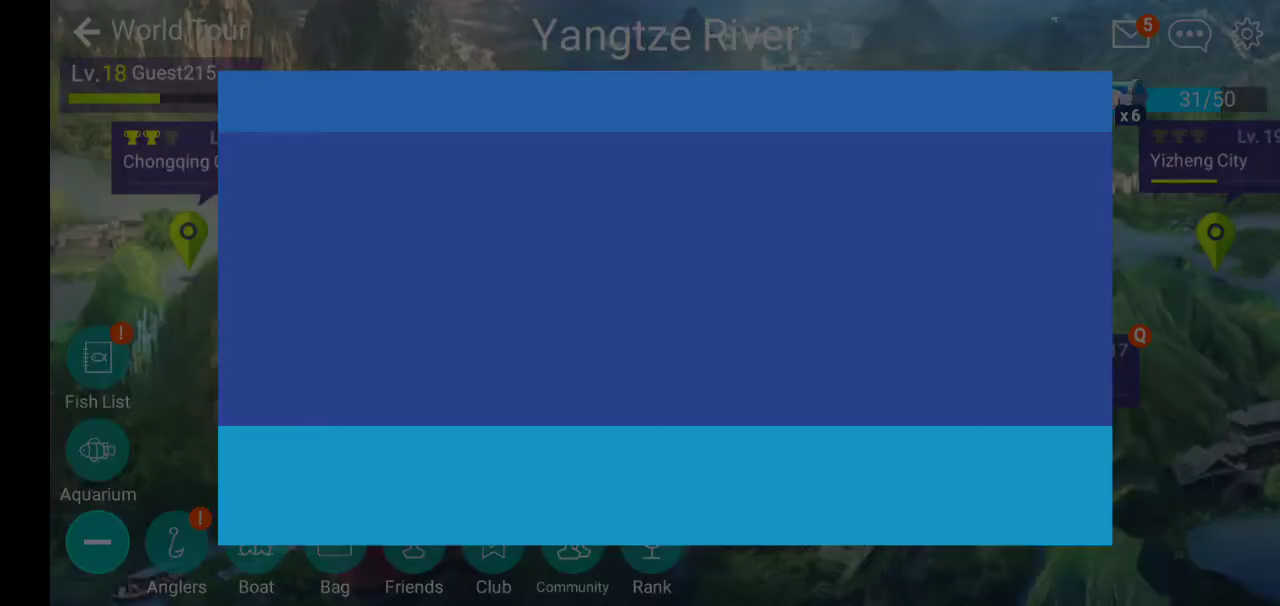 World Tour
Yangtze River
5
Lv.18 Guest215
31/50
x6
Chongqing
Lv. 19
Yizheng City
17
Q
!
Fish List
Aquarium
!
Anglers
Boat
Bag
Friends
Club
Community
Rank